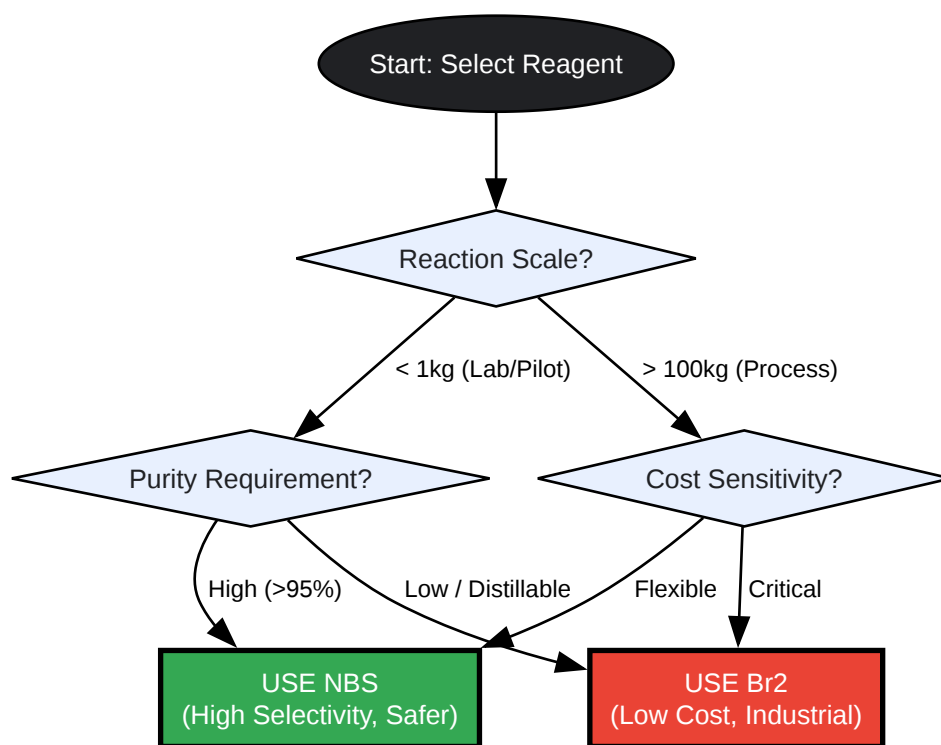 Start: Select Reagent
Reaction Scale?
< 1kg (Lab/Pilot)
> 100kg (Process)
Purity Requirement?
Cost Sensitivity?
High (>95%)
Low / Distillable
Flexible
Critical
USE NBS
(High Selectivity, Safer)
USE Br2
(Low Cost, Industrial)